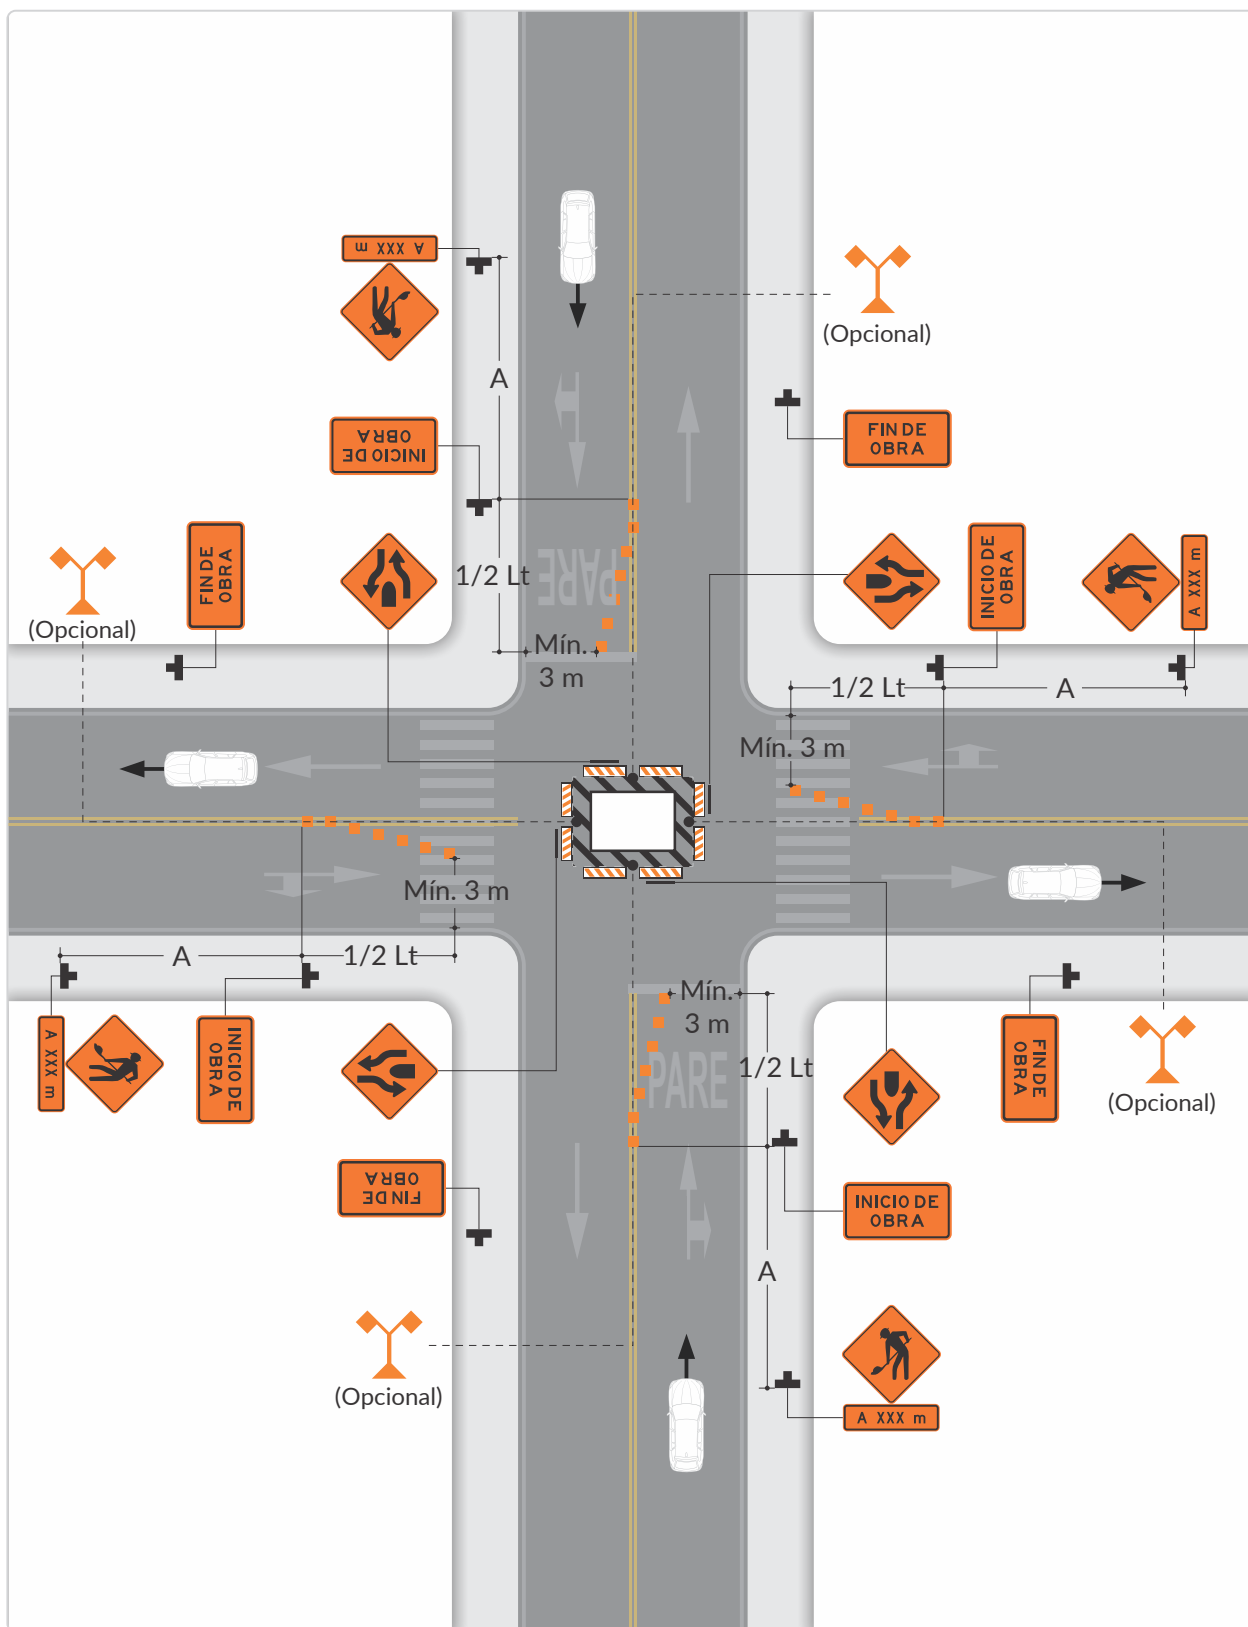 A XXX m
(Opcional)
A
INICIO DE
OBRA
FIN DE
OBRA
FIN DE
OBRA
INICIO DE
OBRA
A XXX m
PARE
1/2 Lt
(Opcional)
Mín.
3 m
1/2 Lt
A
Mín. 3 m
Mín. 3 m
A
1/2 Lt
Mín.
3 m
A XXX m
INICIO DE
OBRA
FIN DE
OBRA
1/2 Lt
PARE
(Opcional)
FIN DE
OBRA
INICIO DE
OBRA
A
(Opcional)
A XXX m